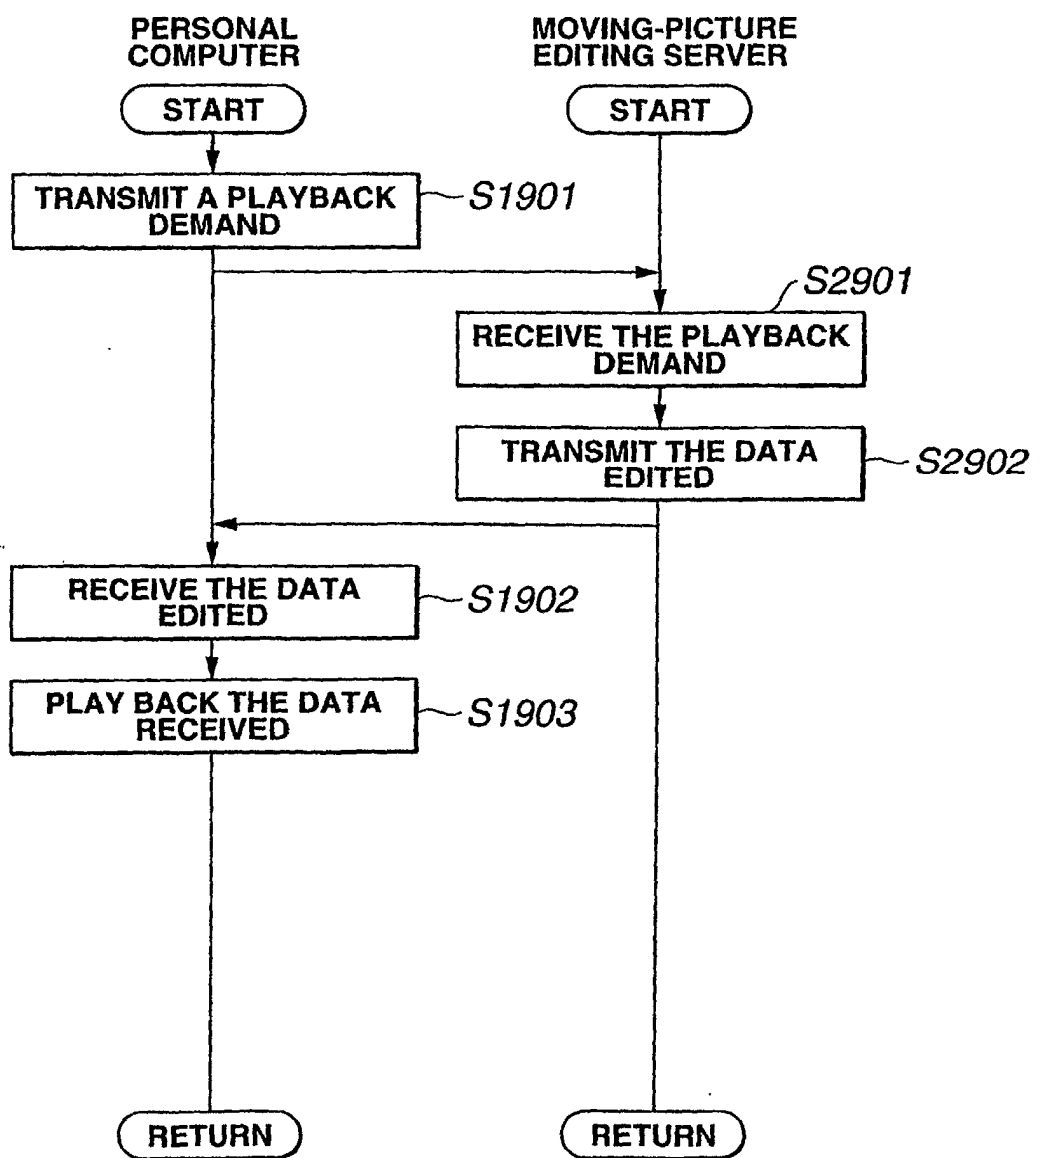 PERSONAL
COMPUTER
MOVING-PICTURE
EDITING SERVER
START
START
TRANSMIT A PLAYBACK
DEMAND
S1901
S2901
RECEIVE THE PLAYBACK
DEMAND
TRANSMIT THE DATA
EDITED
S2902
RECEIVE THE DATA
EDITED
S1902
PLAY BACK THE DATA
RECEIVED
S1903
RETURN
RETURN